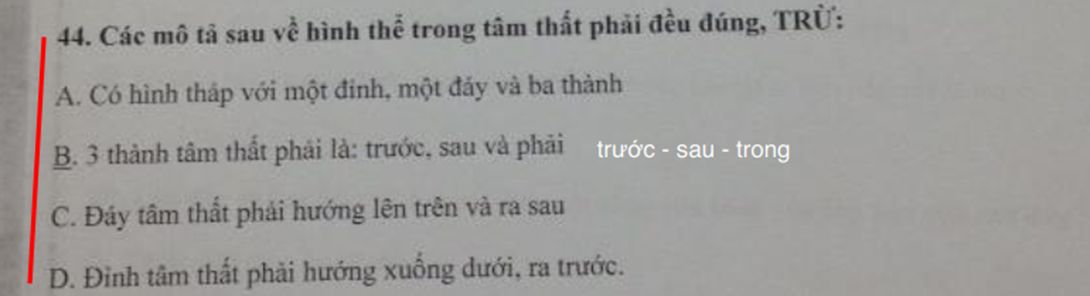 44. Các mô tả sau về hình thể trong tâm thất phải đều đúng, TRỪ:
A. Có hình tháp với một đỉnh, một đáy và ba thành
B. 3 thành tâm thất phải là: trước, sau và phải trước - sau - trong
C. Đáy tâm thất phải hướng lên trên và ra sau
D. Đỉnh tâm thất phải hướng xuống dưới, ra trước.